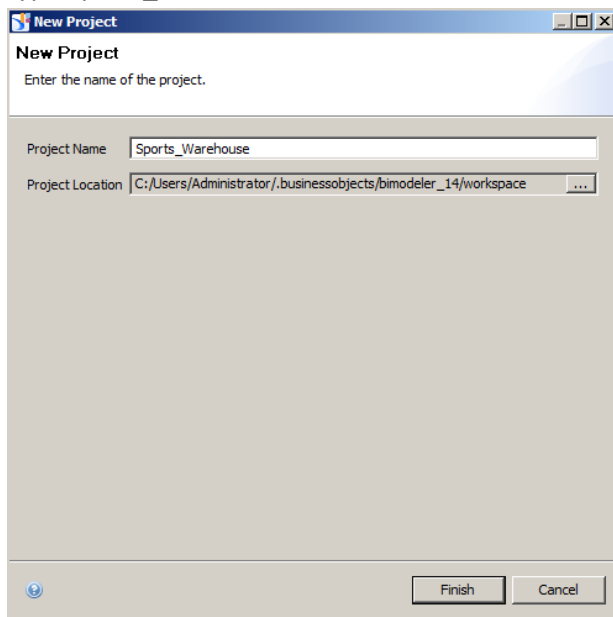 New Project
New Project
Enter the name of the project.
Project Name Sports_Warehouse
Project Location C:/Users/Administrator/.businessobjects/bimodeler_14/workspace ...
Finish Cancel